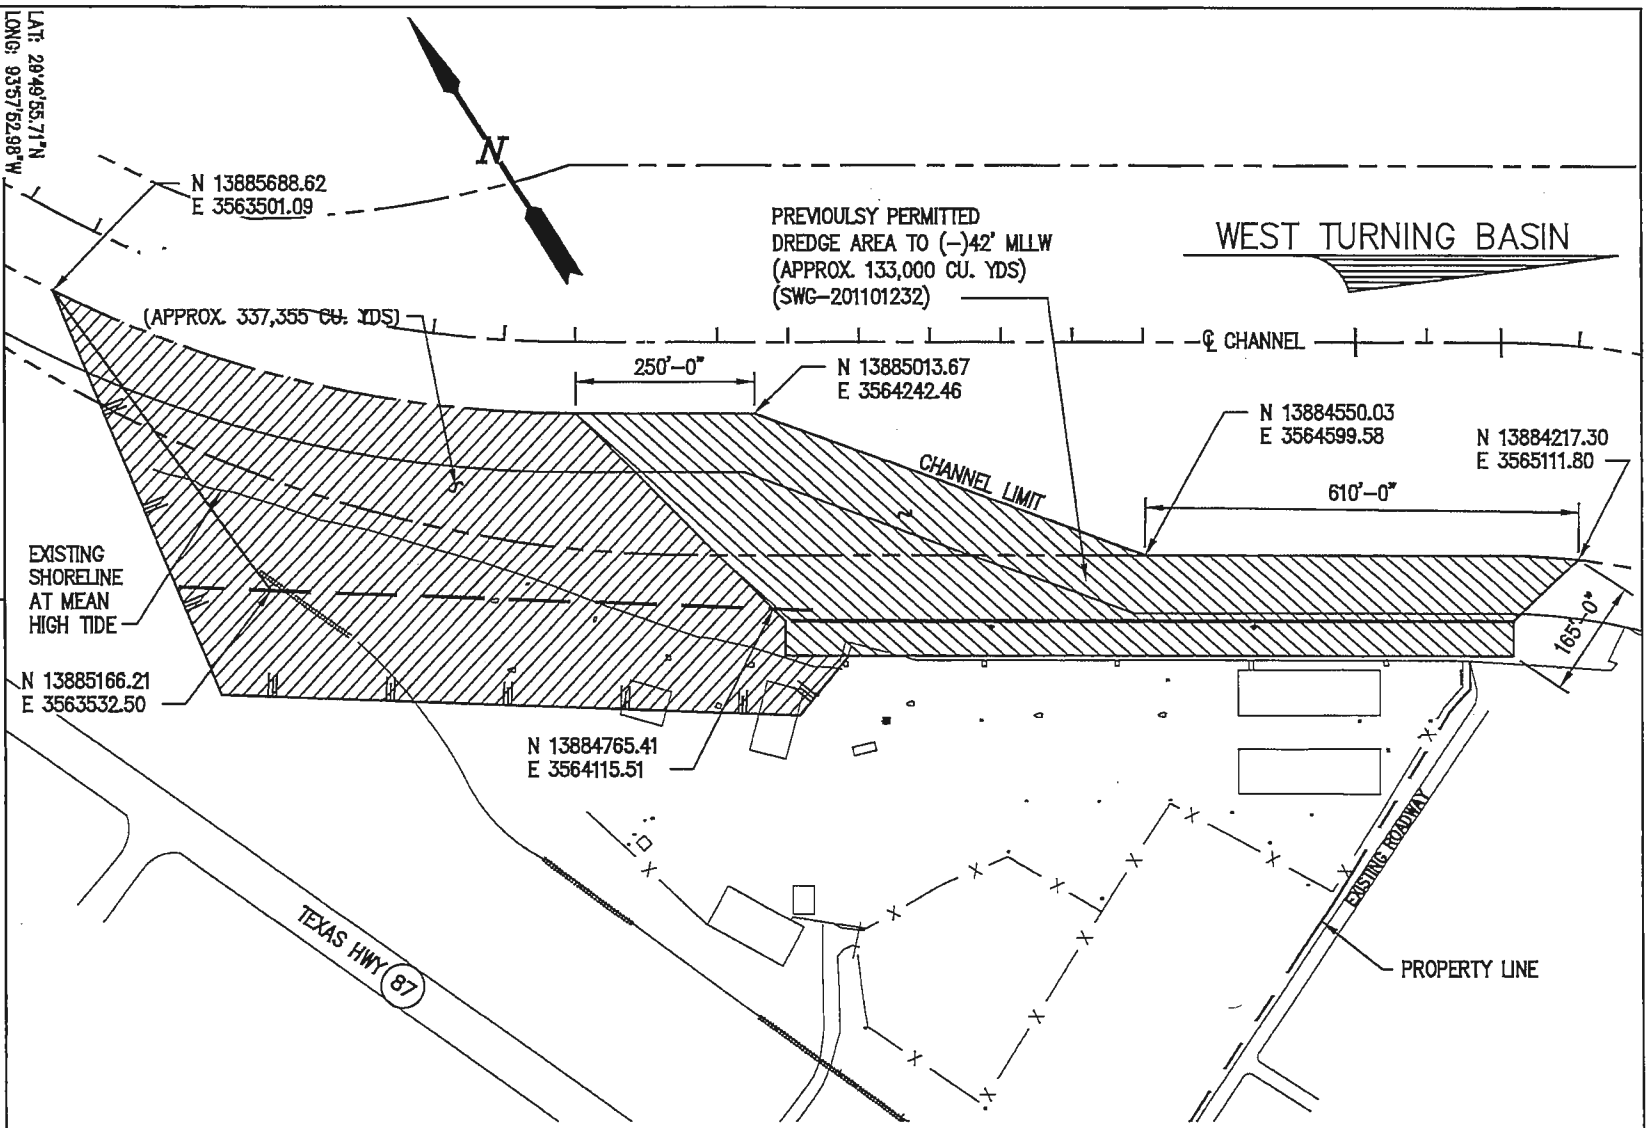 LAT: 29°49'55.71"N
LONG: 93°57'52.98"W
N
N 13885688.62
E 3563501.09
PREVIOULSY PERMITTED
DREDGE AREA TO (-)42' MLLW
(APPROX. 133,000 CU. YDS)
(SWG-201101232)
WEST TURNING BASIN
(APPROX. 337,355 CU. YDS)
℄ CHANNEL
250'-0"
N 13885013.67
E 3564242.46
N 13884550.03
E 3564599.58
N 13884217.30
E 3565111.80
CHANNEL LIMIT
610'-0"
EXISTING
SHORELINE
AT MEAN
HIGH TIDE
165'-0"
N 13885166.21
E 3563532.50
N 13884765.41
E 3564115.51
EXISTING ROADWAY
TEXAS HWY 87
PROPERTY LINE